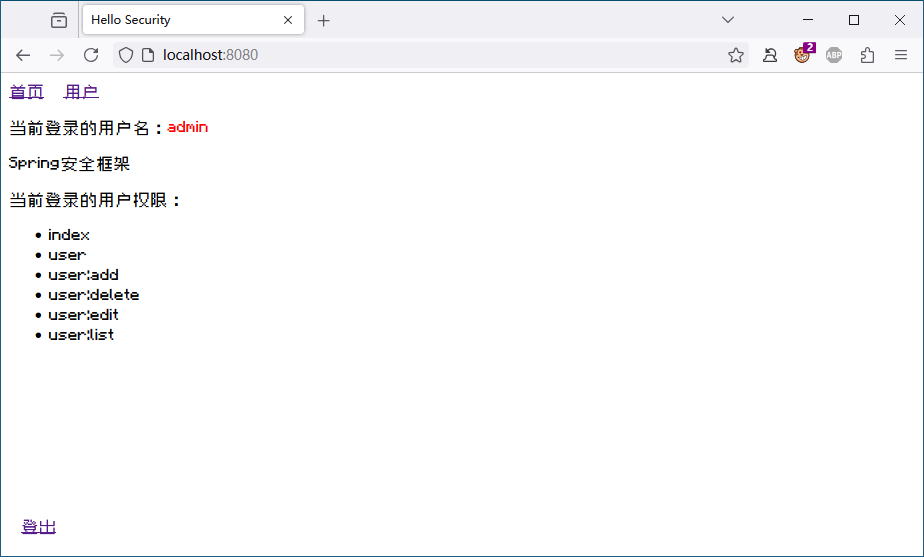 Hello Security
localhost:8080
2
ABP
首页 用户
当前登录的用户名：admin
Spring安全框架
当前登录的用户权限：
index
user
user:add
user:delete
user:edit
user:list
登出